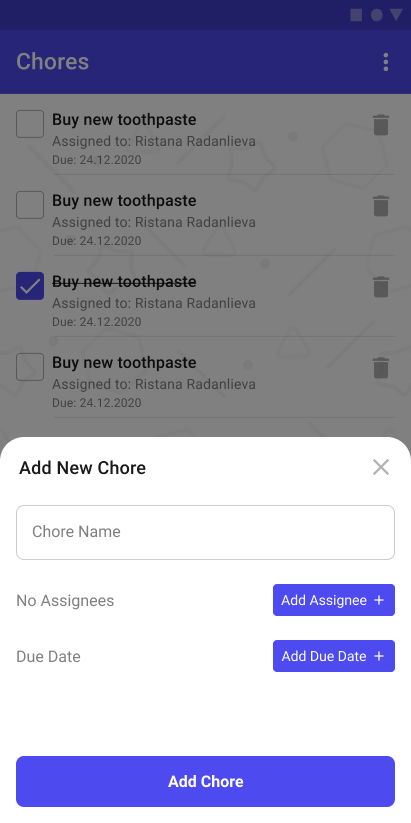 Chores
Buy new toothpaste
Assigned to: Ristana Radanlieva
Due: 24.12.2020
Buy new toothpaste
Assigned to: Ristana Radanlieva
Due: 24.12.2020
Buy new toothpaste
Assigned to: Ristana Radanlieva
Due: 24.12.2020
Buy new toothpaste
Assigned to: Ristana Radanlieva
Due: 24.12.2020
Add New Chore
Chore Name
No Assignees
Add Assignee +
Due Date
Add Due Date +
Add Chore